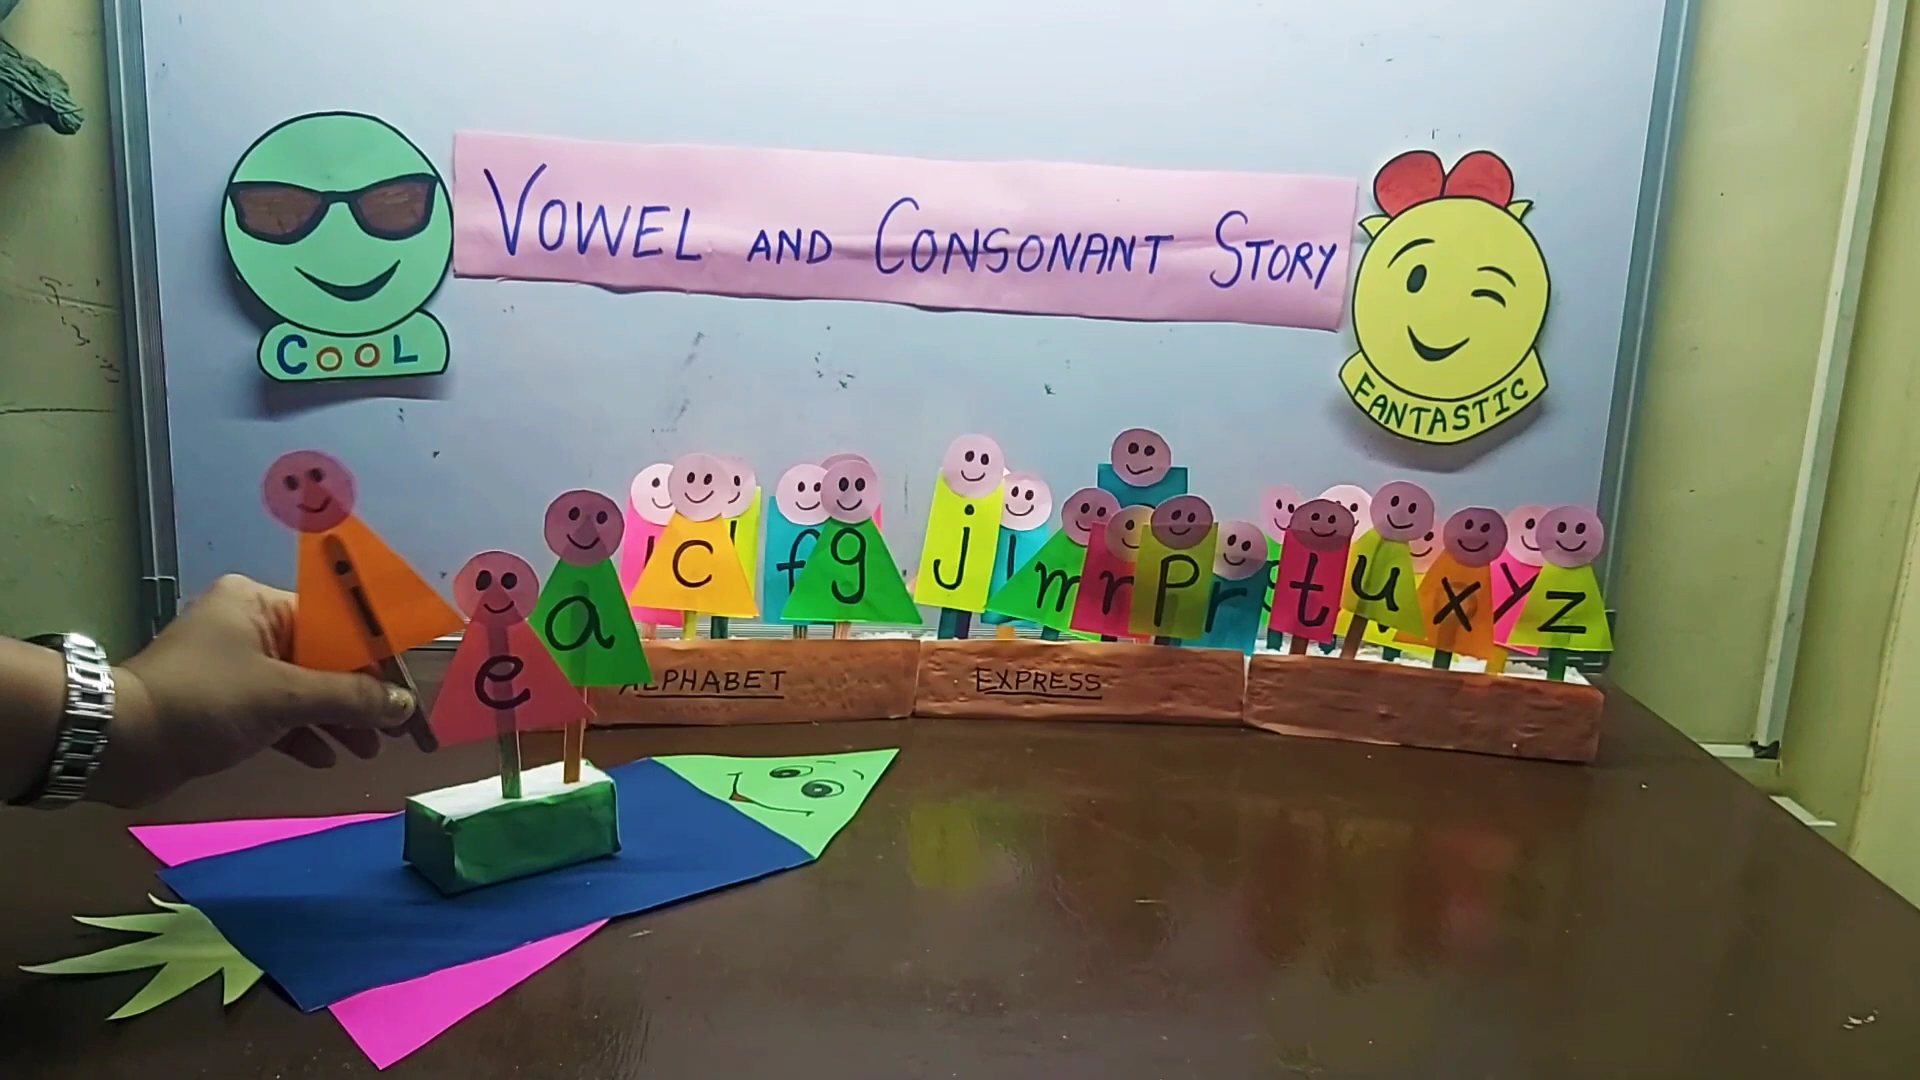 VOWEL AND CONSONANT STORY
COOL
FANTASTIC
i e a c f g j l m n p r t u x y z
ALPHABET EXPRESS